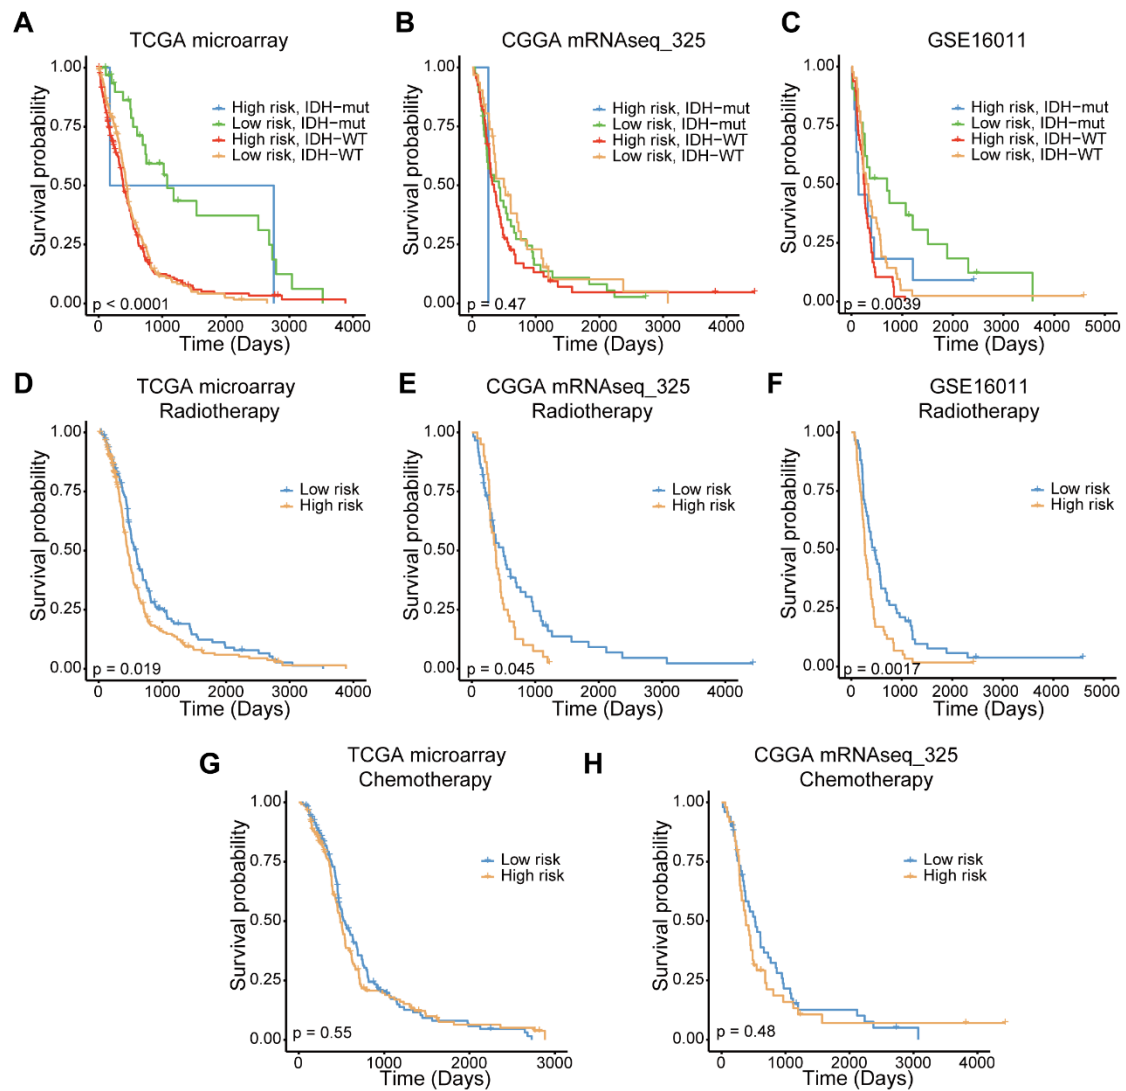 A
TCGA microarray
Survival probability
1.00
0.75
0.50
0.25
0.00
High risk, IDH−mut
Low risk, IDH−mut
High risk, IDH−WT
Low risk, IDH−WT
p < 0.0001
0 1000 2000 3000 4000
Time (Days)
B
CGGA mRNAseq_325
Survival probability
1.00
0.75
0.50
0.25
0.00
High risk, IDH−mut
Low risk, IDH−mut
High risk, IDH−WT
Low risk, IDH−WT
p = 0.47
0 1000 2000 3000 4000
Time (Days)
C
GSE16011
Survival probability
1.00
0.75
0.50
0.25
0.00
High risk, IDH−mut
Low risk, IDH−mut
High risk, IDH−WT
Low risk, IDH−WT
p = 0.0039
0 1000 2000 3000 4000 5000
Time (Days)
D
TCGA microarray
Radiotherapy
Survival probability
1.00
0.75
0.50
0.25
0.00
Low risk
High risk
p = 0.019
0 1000 2000 3000 4000
Time (Days)
E
CGGA mRNAseq_325
Radiotherapy
Survival probability
1.00
0.75
0.50
0.25
0.00
Low risk
High risk
p = 0.045
0 1000 2000 3000 4000
Time (Days)
F
GSE16011
Radiotherapy
Survival probability
1.00
0.75
0.50
0.25
0.00
Low risk
High risk
p = 0.0017
0 1000 2000 3000 4000 5000
Time (Days)
G
TCGA microarray
Chemotherapy
Survival probability
1.00
0.75
0.50
0.25
0.00
Low risk
High risk
p = 0.55
0 1000 2000 3000
Time (Days)
H
CGGA mRNAseq_325
Chemotherapy
Survival probability
1.00
0.75
0.50
0.25
0.00
Low risk
High risk
p = 0.48
0 1000 2000 3000 4000
Time (Days)